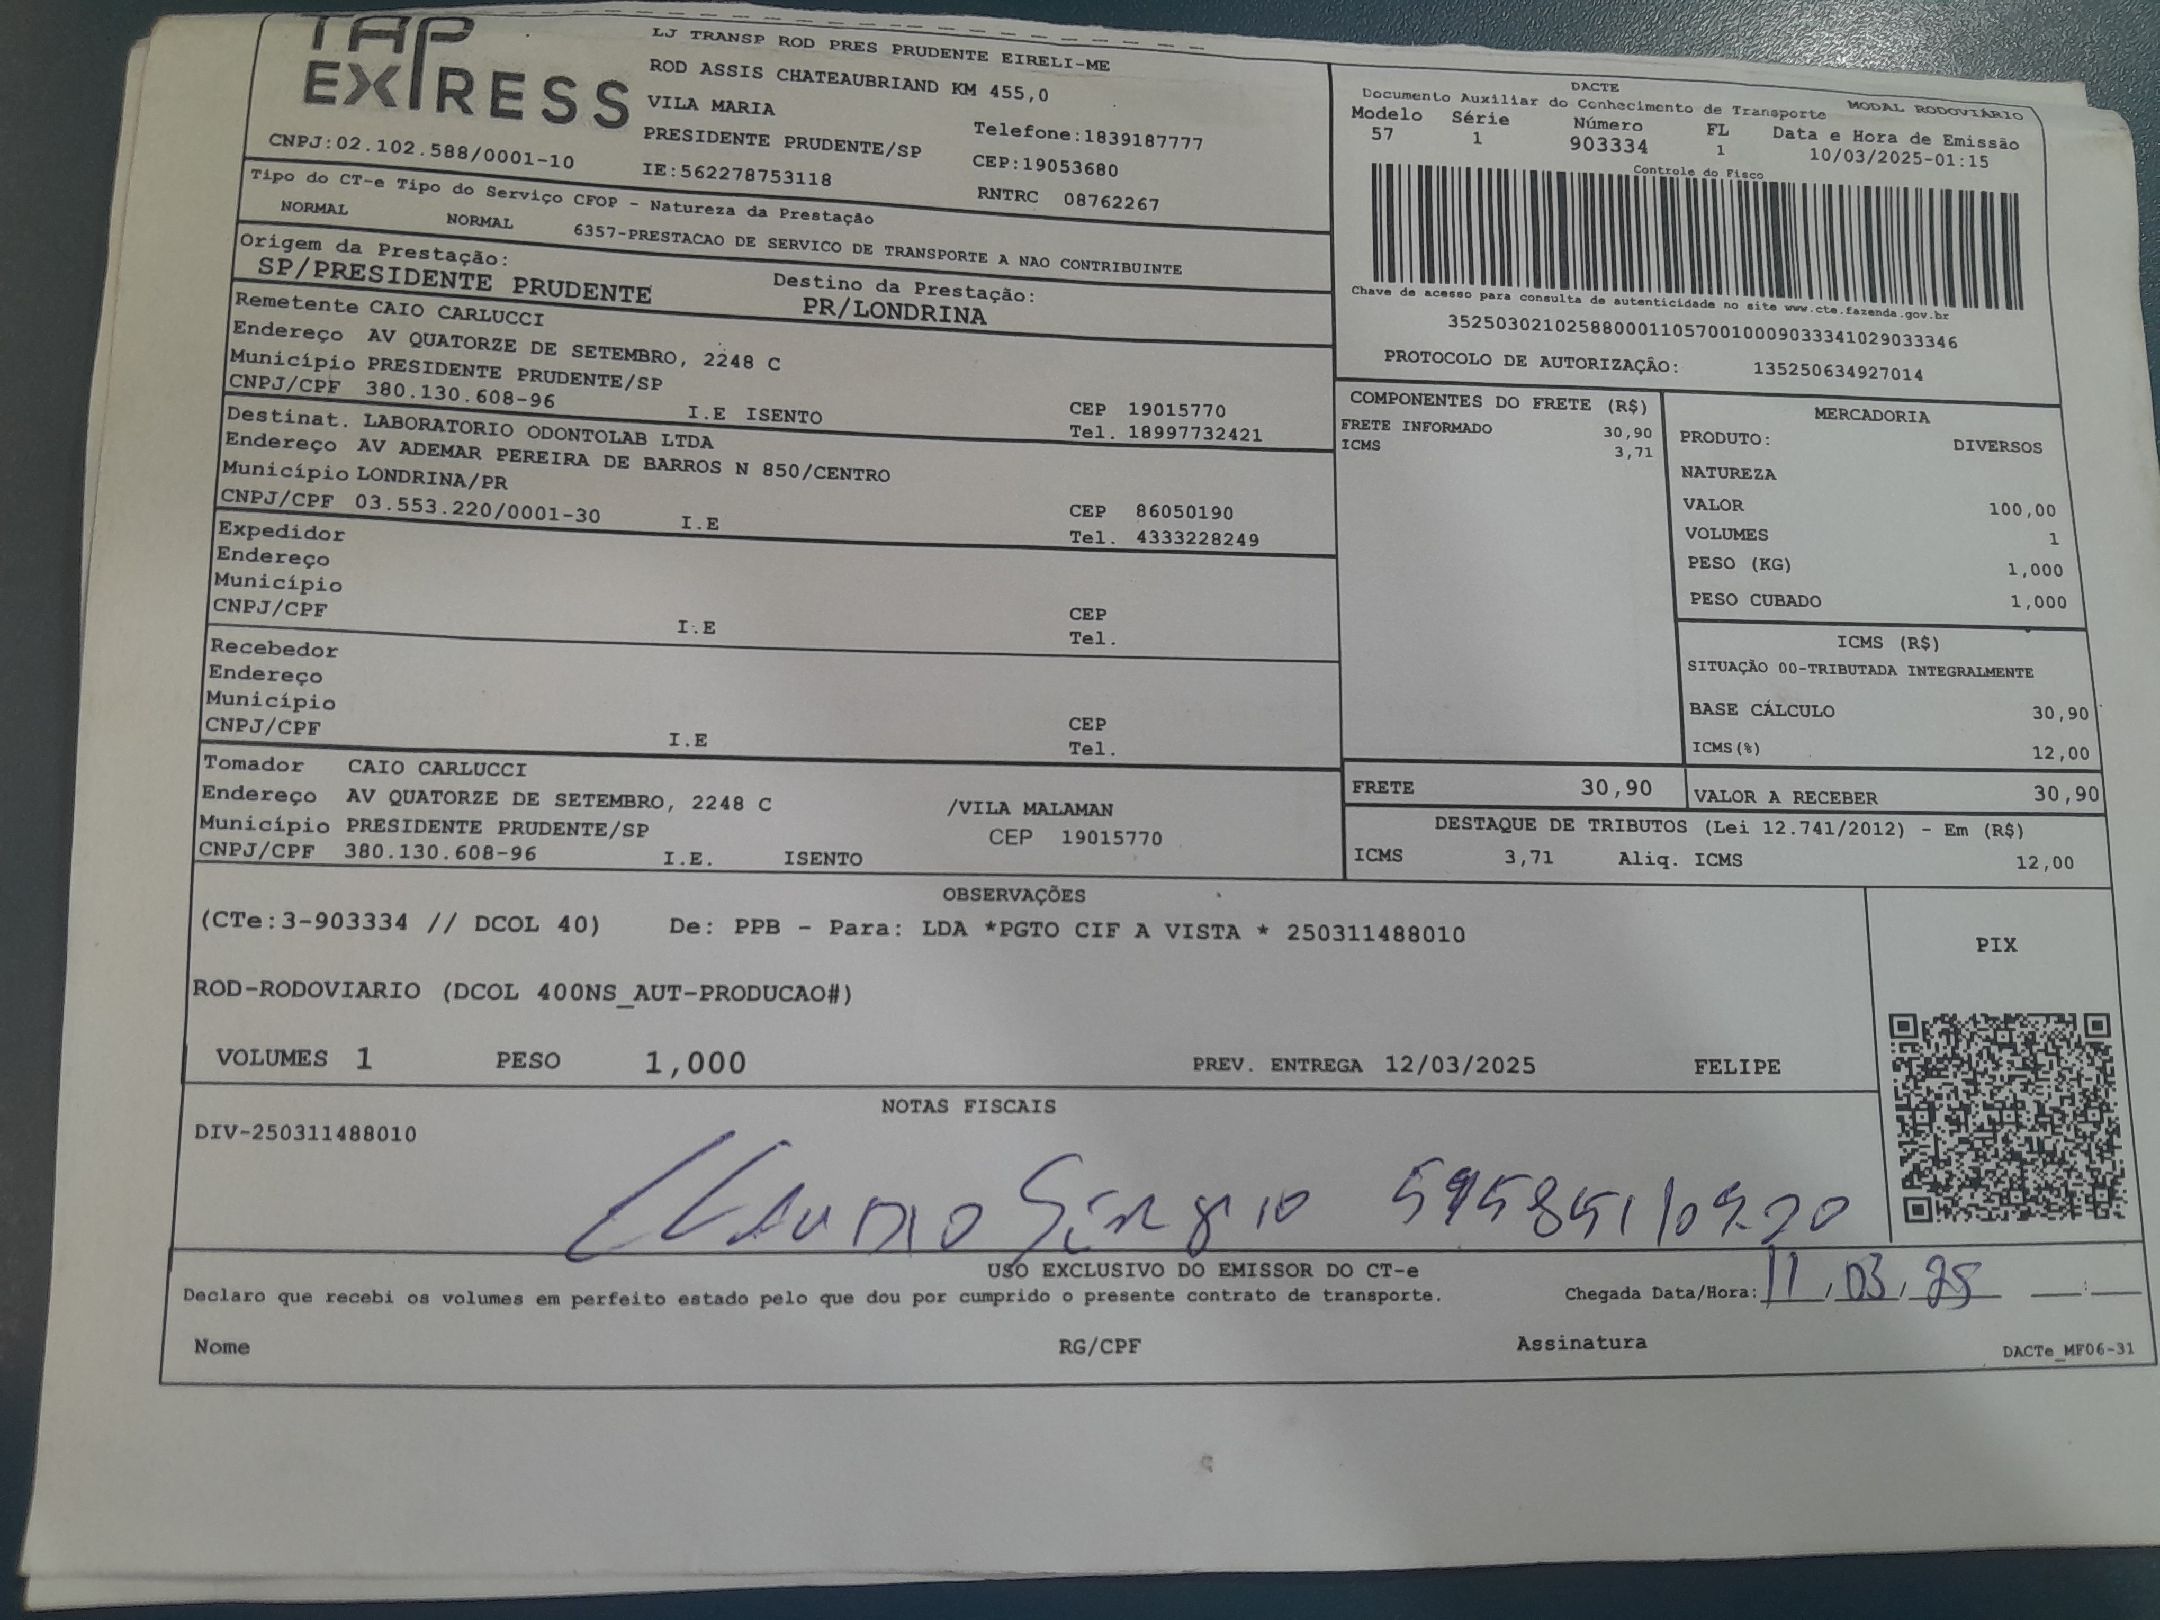 TAP
EXPRESS
LJ TRANSP ROD PRES PRUDENTE EIRELI-ME
ROD ASSIS CHATEAUBRIAND KM 455,0
VILA MARIA
PRESIDENTE PRUDENTE/SP Telefone:1839187777
CNPJ:02.102.588/0001-10 IE:562278753118 CEP:19053680
RNTRC 08762267
DACTE
Documento Auxiliar do Conhecimento de Transporte MODAL RODOVIÁRIO
Modelo Série Número FL Data e Hora de Emissão
57 1 903334 1 10/03/2025-01:15
Controle do Fisco
Chave de acesso para consulta de autenticidade no site www.cte.fazenda.gov.br
35250302102588000110570010009033341029033346
PROTOCOLO DE AUTORIZAÇÃO: 135250634927014
Tipo do CT-e Tipo do Serviço CFOP - Natureza da Prestação
NORMAL NORMAL 6357-PRESTACAO DE SERVICO DE TRANSPORTE A NAO CONTRIBUINTE
Origem da Prestação: Destino da Prestação:
SP/PRESIDENTE PRUDENTE PR/LONDRINA
Remetente CAIO CARLUCCI
Endereço AV QUATORZE DE SETEMBRO, 2248 C
Município PRESIDENTE PRUDENTE/SP CEP 19015770
CNPJ/CPF 380.130.608-96 I.E ISENTO Tel. 18997732421
Destinat. LABORATORIO ODONTOLAB LTDA
Endereço AV ADEMAR PEREIRA DE BARROS N 850/CENTRO
Município LONDRINA/PR CEP 86050190
CNPJ/CPF 03.553.220/0001-30 I.E Tel. 4333228249
Expedidor
Endereço
Município CEP
CNPJ/CPF I.E Tel.
Recebedor
Endereço
Município CEP
CNPJ/CPF I.E Tel.
Tomador CAIO CARLUCCI
Endereço AV QUATORZE DE SETEMBRO, 2248 C /VILA MALAMAN
Município PRESIDENTE PRUDENTE/SP CEP 19015770
CNPJ/CPF 380.130.608-96 I.E. ISENTO
COMPONENTES DO FRETE (R$)
FRETE INFORMADO 30,90
ICMS 3,71
MERCADORIA
PRODUTO: DIVERSOS
NATUREZA
VALOR 100,00
VOLUMES 1
PESO (KG) 1,000
PESO CUBADO 1,000
ICMS (R$)
SITUAÇÃO 00-TRIBUTADA INTEGRALMENTE
BASE CÁLCULO 30,90
ICMS(%) 12,00
FRETE 30,90 VALOR A RECEBER 30,90
DESTAQUE DE TRIBUTOS (Lei 12.741/2012) - Em (R$)
ICMS 3,71 Aliq. ICMS 12,00
OBSERVAÇÕES
(CTe:3-903334 // DCOL 40) De: PPB - Para: LDA *PGTO CIF A VISTA * 250311488010
PIX
ROD-RODOVIARIO (DCOL 400NS_AUT-PRODUCAO#)
VOLUMES 1 PESO 1,000 PREV. ENTREGA 12/03/2025 FELIPE
NOTAS FISCAIS
DIV-250311488010
CLAUDIO SÉRGIO
USO EXCLUSIVO DO EMISSOR DO CT-e
Declaro que recebi os volumes em perfeito estado pelo que dou por cumprido o presente contrato de transporte. Chegada Data/Hora: 11/03/25 __:__
Nome RG/CPF Assinatura DACTe_MF06-31